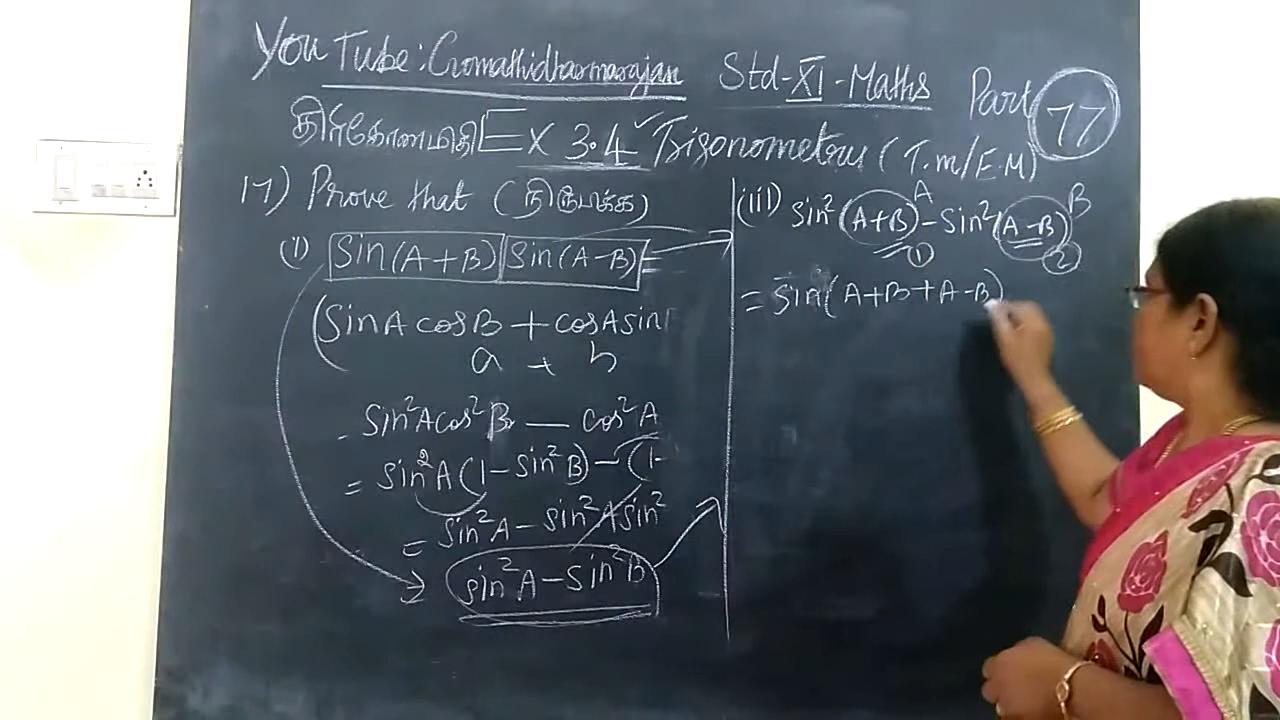 YouTube: Gomathidharmarajan Std-XI-Maths Part 77
திரிகோணமிதி Ex 3.4 Trigonometry (T.M/E.M)
17) Prove that (நிரூபிக்க)
(i) Sin(A+B) Sin(A-B)
(SinA cosB + cosA sin
a + b
Sin²A cos²B — cos²A
= sin²A (1-sin²B) - (1-
= sin²A - sin²A sin²
sin²A - sin²B
(iii) Sin² (A+B) - Sin² (A-B)
A B
1 2
= Sin (A+B+A-B)